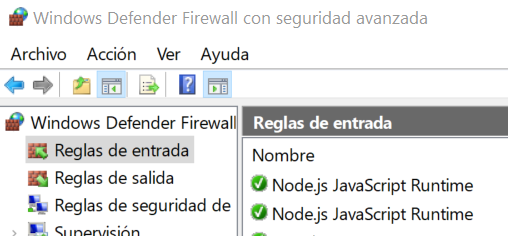 Windows Defender Firewall con seguridad avanzada
Archivo Acción Ver Ayuda
Windows Defender Firewall
Reglas de entrada
Reglas de salida
Reglas de seguridad de
Supervisión
Reglas de entrada
Nombre
Node.js JavaScript Runtime
Node.js JavaScript Runtime